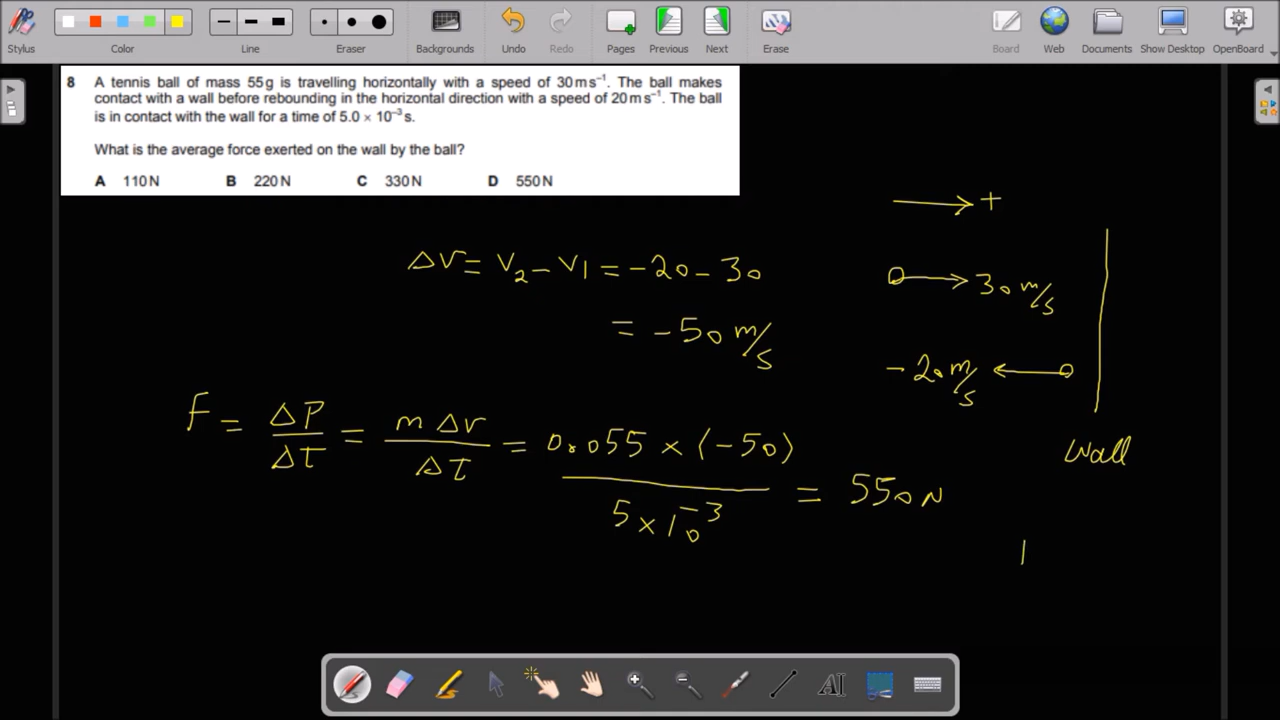 Stylus
Color
Line
Eraser
Backgrounds
Undo
Redo
Pages
Previous
Next
Erase
Board
Web
Documents
Show Desktop
OpenBoard
8 A tennis ball of mass 55 g is travelling horizontally with a speed of 30 m s⁻¹. The ball makes
contact with a wall before rebounding in the horizontal direction with a speed of 20 m s⁻¹. The ball
is in contact with the wall for a time of 5.0 × 10⁻³ s.
What is the average force exerted on the wall by the ball?
A 110 N B 220 N C 330 N D 550 N
+
ΔV = V₂ - V₁ = -20 - 30
= -50 m/s
30 m/s
-20 m/s
Wall
F = ΔP/Δt = m Δv/Δt = 0.055 × (-50) / 5 × 10⁻³ = 550 N
AI